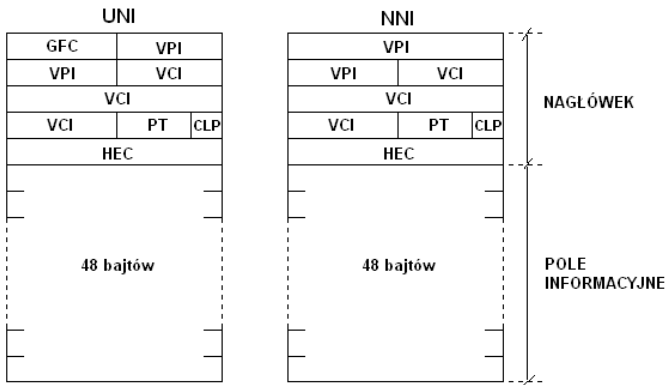 UNI NNI
GFC VPI VPI
VPI VCI VPI VCI
VCI VCI NAGŁÓWEK
VCI PT CLP VCI PT CLP
HEC HEC
48 bajtów 48 bajtów POLE
INFORMACYJNE